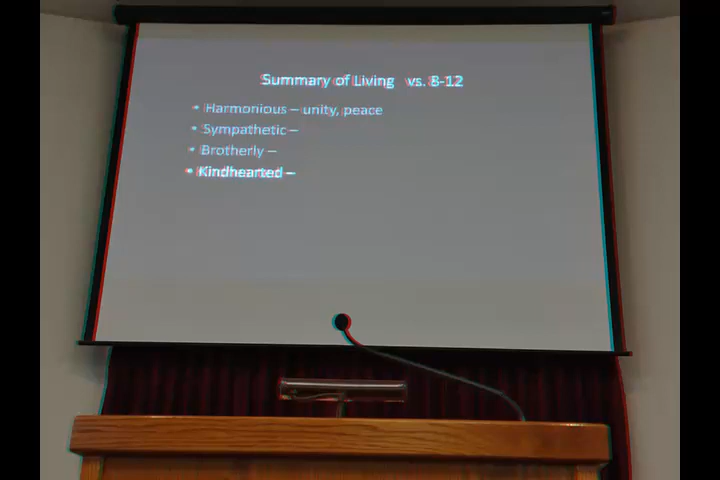 Summary of Living vs. 8-12
• Harmonious – unity, peace
• Sympathetic –
• Brotherly –
• Kindhearted –